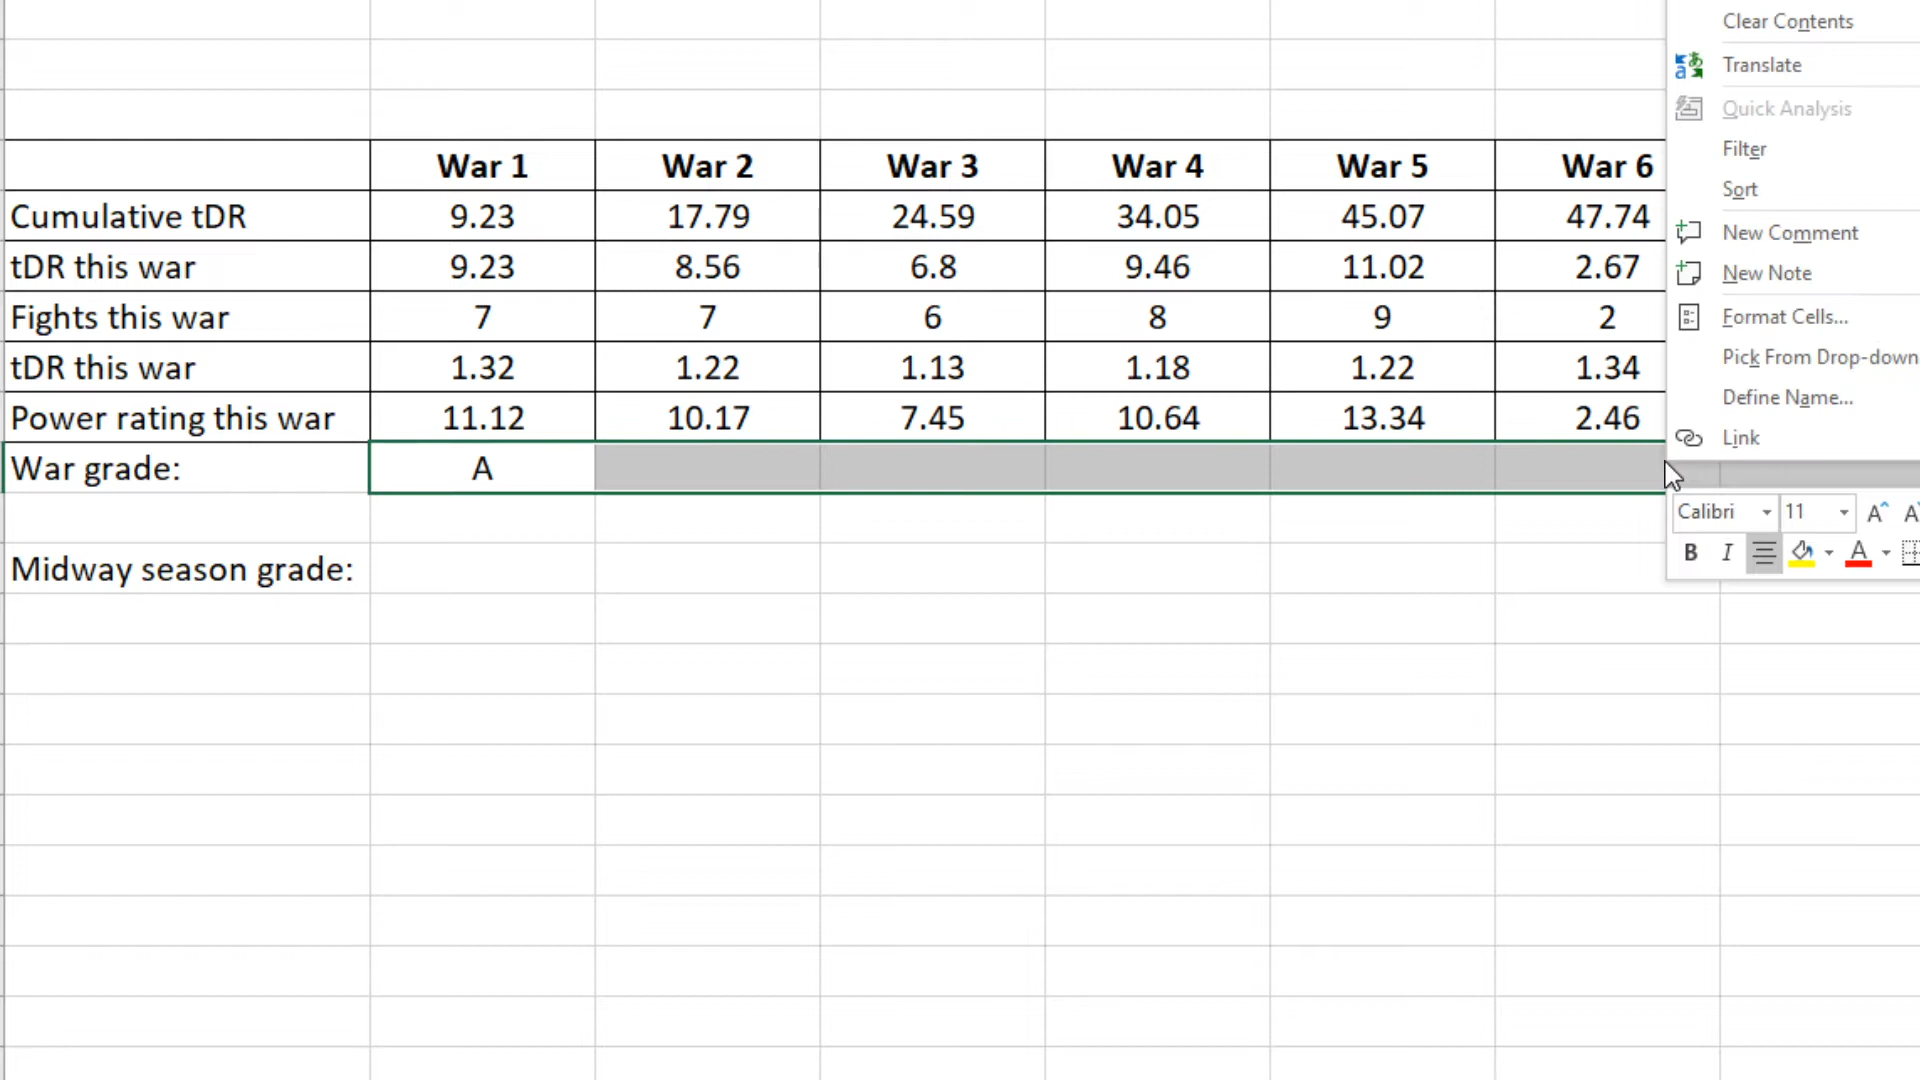 War 1 War 2 War 3 War 4 War 5 War 6
Cumulative tDR 9.23 17.79 24.59 34.05 45.07 47.74
tDR this war 9.23 8.56 6.8 9.46 11.02 2.67
Fights this war 7 7 6 8 9 2
tDR this war 1.32 1.22 1.13 1.18 1.22 1.34
Power rating this war 11.12 10.17 7.45 10.64 13.34 2.46
War grade: A
Midway season grade:
Clear Contents
Translate
Quick Analysis
Filter
Sort
New Comment
New Note
Format Cells...
Pick From Drop-down
Define Name...
Link
Calibri 11 A A
B I A